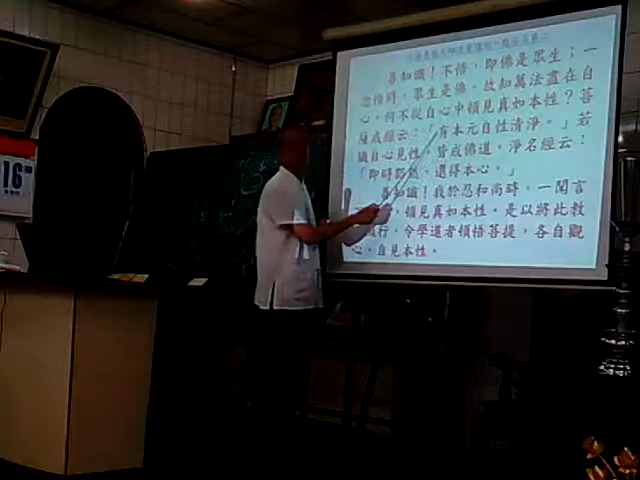 善知識！不悟，即佛是眾生；一
念悟時，眾生是佛。故知萬法盡在自
心，何不從自心中頓見真如本性？菩
薩戒經云：「我本元自性清淨。」若
識自心見性，皆成佛道。淨名經云：
「即時豁然，還得本心。」
善知識！我於忍和尚時，一聞言
頓見真如本性。是以將此教
行，令學道者頓悟菩提，各自觀
心，自見本性。
16